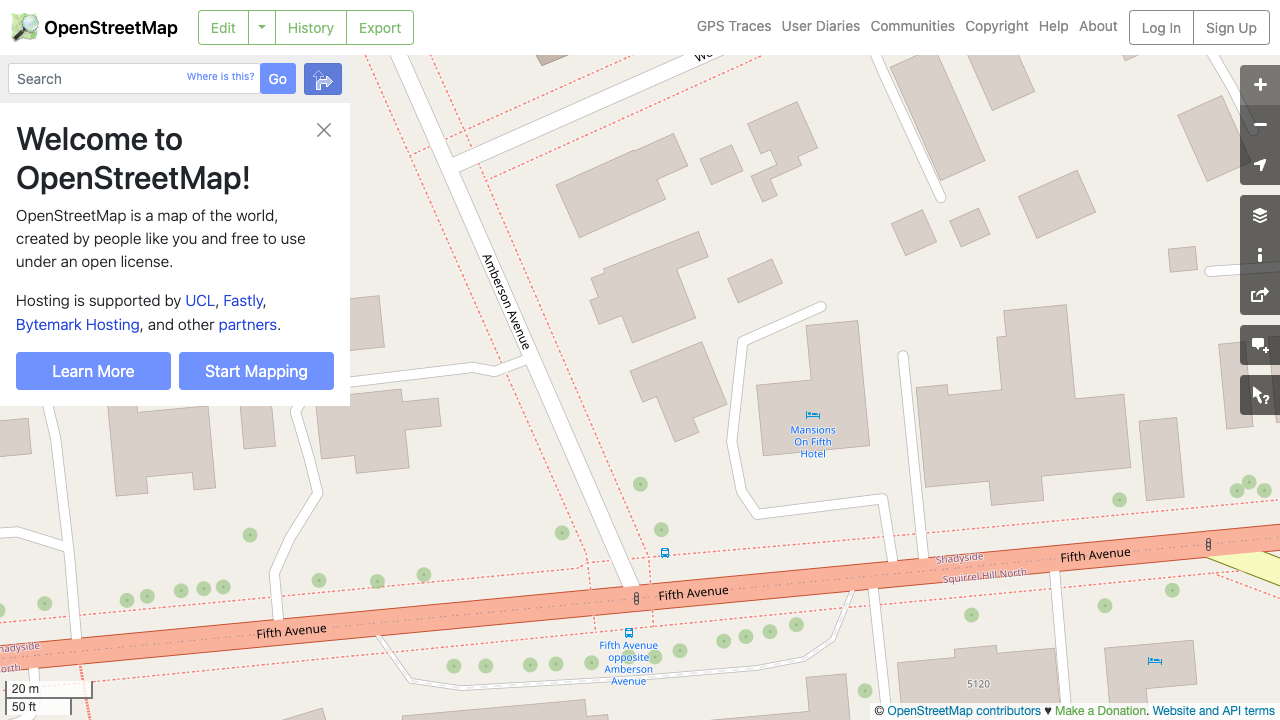 OpenStreetMap
Edit
History
Export
GPS Traces
User Diaries
Communities
Copyright
Help
About
Log In
Sign Up
Search
Where is this?
Go
Welcome to
OpenStreetMap!
OpenStreetMap is a map of the world,
created by people like you and free to use
under an open license.
Hosting is supported by UCL, Fastly,
Bytemark Hosting, and other partners.
Learn More
Start Mapping
Amberson Avenue
Mansions
On Fifth
Hotel
Shadyside
Squirrel Hill North
Fifth Avenue
Fifth Avenue
Fifth Avenue
Fifth Avenue
opposite
Amberson
Avenue
5120
20 m
50 ft
© OpenStreetMap contributors ♥ Make a Donation. Website and API terms